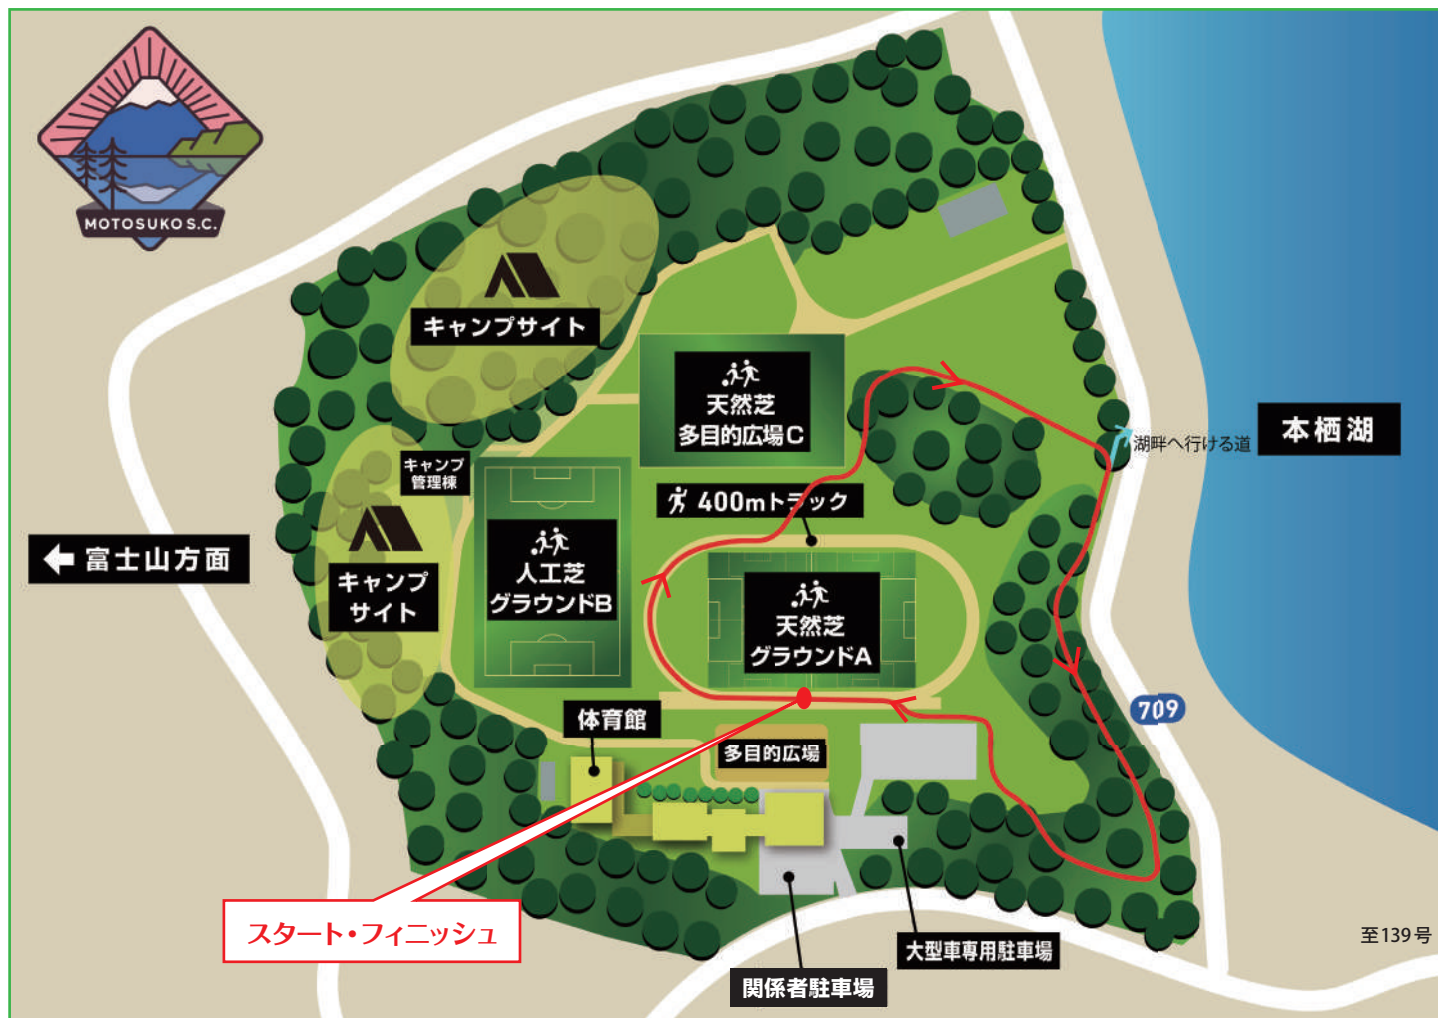 MOTOSUKO S.C.
キャンプサイト
天然芝
多目的広場C
本栖湖
湖畔へ行ける道
キャンプ
管理棟
400mトラック
富士山方面
キャンプ
サイト
人工芝
グラウンドB
天然芝
グラウンドA
709
体育館
多目的広場
スタート・フィニッシュ
大型車専用駐車場
関係者駐車場
至139号